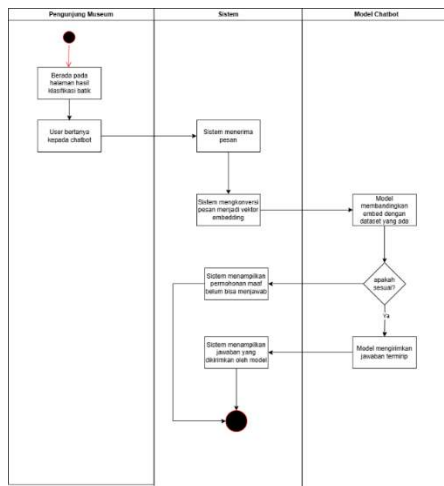 Pengunjung Museum
Sistem
Model Chatbot
Berada pada
halaman hasil
klasifikasi batik
User bertanya
kepada chatbot
Sistem menerima
pesan
Sistem mengkonversi
pesan menjadi vektor
embedding
Model
membandingkan
embed dengan
dataset yang ada
Sistem menampilkan
permohonan maaf
belum bisa menjawab
apakah
sesuai?
Ya
Sistem menampilkan
jawaban yang
dikirimkan oleh model
Model mengirimkan
jawaban termirip